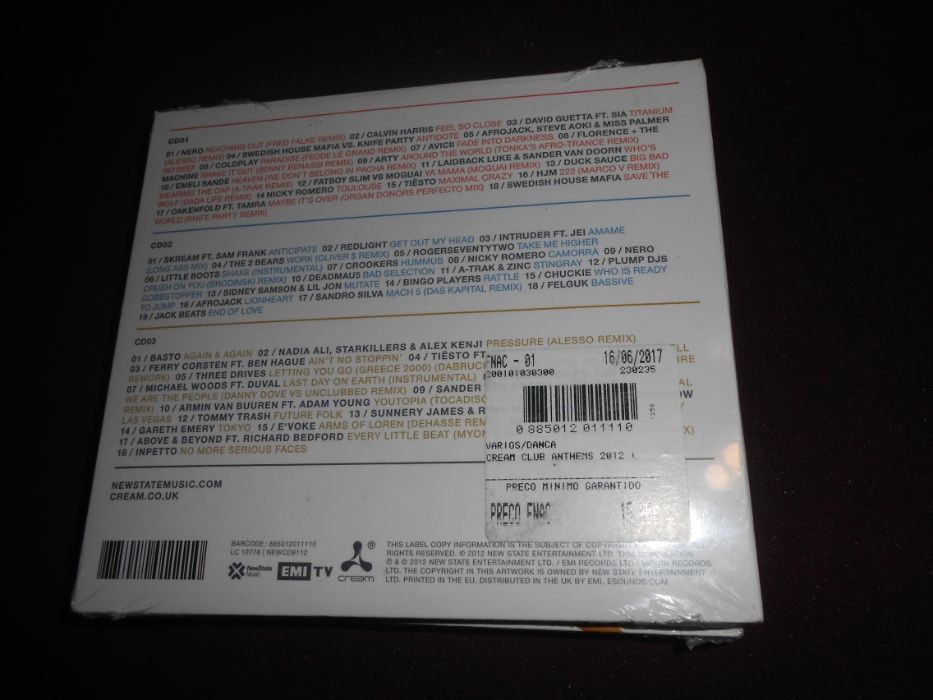 CD01
01 / NERO REACHING OUT (FRED FALKE REMIX) 02 / CALVIN HARRIS FEEL SO CLOSE 03 / DAVID GUETTA FT. SIA TITANIUM
(ALESSO REMIX) 04 / SWEDISH HOUSE MAFIA VS. KNIFE PARTY ANTIDOTE 05 / AFROJACK, STEVE AOKI & MISS PALMER
NO BEEF 06 / COLDPLAY PARADISE (FEDDE LE GRAND REMIX) 07 / AVICII FADE INTO DARKNESS 08 / FLORENCE + THE
MACHINE SHAKE IT OUT (BENNY BENASSI REMIX) 09 / ARTY AROUND THE WORLD (TONKA'S AFRO-TRANCE REMIX)
10 / EMELI SANDÉ HEAVEN (WE DON'T BELONG IN PACHA REMIX) 11 / LAIDBACK LUKE & SANDER VAN DOORN WHO'S
WEARING THE CAP (A-TRAK REMIX) 12 / FATBOY SLIM VS MOGUAI YA MAMA (MOGUAI REMIX) 13 / DUCK SAUCE BIG BAD
WOLF (DADA LIFE REMIX) 14 NICKY ROMERO TOULOUSE 15 / TIËSTO MAXIMAL CRAZY 16 / HJM 222 (MARCO V REMIX)
17 / OAKENFOLD FT. TAMRA MAYBE IT'S OVER (ORGAN DONORS PERFECTO MIX) 18 / SWEDISH HOUSE MAFIA SAVE THE
WORLD (KNIFE PARTY REMIX)
CD02
01 / SKREAM FT. SAM FRANK ANTICIPATE 02 / REDLIGHT GET OUT MY HEAD 03 / INTRUDER FT. JEI AMAME
(LONG ASS MIX) 04 / THE 2 BEARS WORK (OLIVER $ REMIX) 05 / ROGERSEVENTYTWO TAKE ME HIGHER
06 / LITTLE BOOTS SHAKE (INSTRUMENTAL) 07 / CROOKERS HUMMUS 08 / NICKY ROMERO CAMORRA 09 / NERO
CRUSH ON YOU (BRODINSKI REMIX) 10 / DEADMAU5 BAD SELECTION 11 / A-TRAK & ZINC STINGRAY 12 / PLUMP DJS
GOBBSTOPPER 13 / SIDNEY SAMSON & LIL JON MUTATE 14 / BINGO PLAYERS RATTLE 15 / CHUCKIE WHO IS READY
TO JUMP 16 / AFROJACK LIONHEART 17 / SANDRO SILVA MACH 5 (DAS KAPITAL REMIX) 18 / FELGUK BASSIVE
19 / JACK BEATS END OF LOVE
CD03
01 / BASTO AGAIN & AGAIN 02 / NADIA ALI, STARKILLERS & ALEX KENJI PRESSURE (ALESSO REMIX)
03 / FERRY CORSTEN FT. BEN HAGUE AIN'T NO STOPPIN' 04 / TIËSTO FT
REWORK) 05 / THREE DRIVES LETTING YOU GO (GREECE 2000) (DABRUCK
07 / MICHAEL WOODS FT. DUVAL LAST DAY ON EARTH (INSTRUMENTAL)
WE ARE THE PEOPLE (DANNY DOVE VS UNCLUBBED REMIX) 09 / SANDER
REMIX) 10 / ARMIN VAN BUUREN FT. ADAM YOUNG YOUTOPIA (TOCADISC
LAS VEGAS 12 / TOMMY TRASH FUTURE FOLK 13 / SUNNERY JAMES & R
14 / GARETH EMERY TOKYO 15 / E'VOKE ARMS OF LOREN (DEHASSE REM
17 / ABOVE & BEYOND FT. RICHARD BEDFORD EVERY LITTLE BEAT (MYON
18 / INPETTO NO MORE SERIOUS FACES
FNAC - 01 16/06/2017
200101030300 230235
0 885012 011110
VARIOS/DANCA
CREAM CLUB ANTHEMS 2012 (
PRECO MINIMO GARANTIDO
PRECO FNAC
NEWSTATEMUSIC.COM
CREAM.CO.UK
BARCODE: 885012011110
LC 12776 | NEWCD9112
NewState Music EMI TV cream ®
THIS LABEL COPY INFORMATION IS THE SUBJECT OF COPYRIGHT
RIGHTS RESERVED. © 2012 NEW STATE ENTERTAINMENT LTD.
℗ & © 2012 NEW STATE ENTERTAINMENT LTD. / EMI RECORDS LTD / VIRGIN RECORDS
LTD. THE COPYRIGHT IN THIS ARTWORK IS OWNED BY NEW STATE ENTERTAINMENT
LTD. PRINTED IN THE EU. DISTRIBUTED IN THE UK BY EMI, ESOUNDS.COM